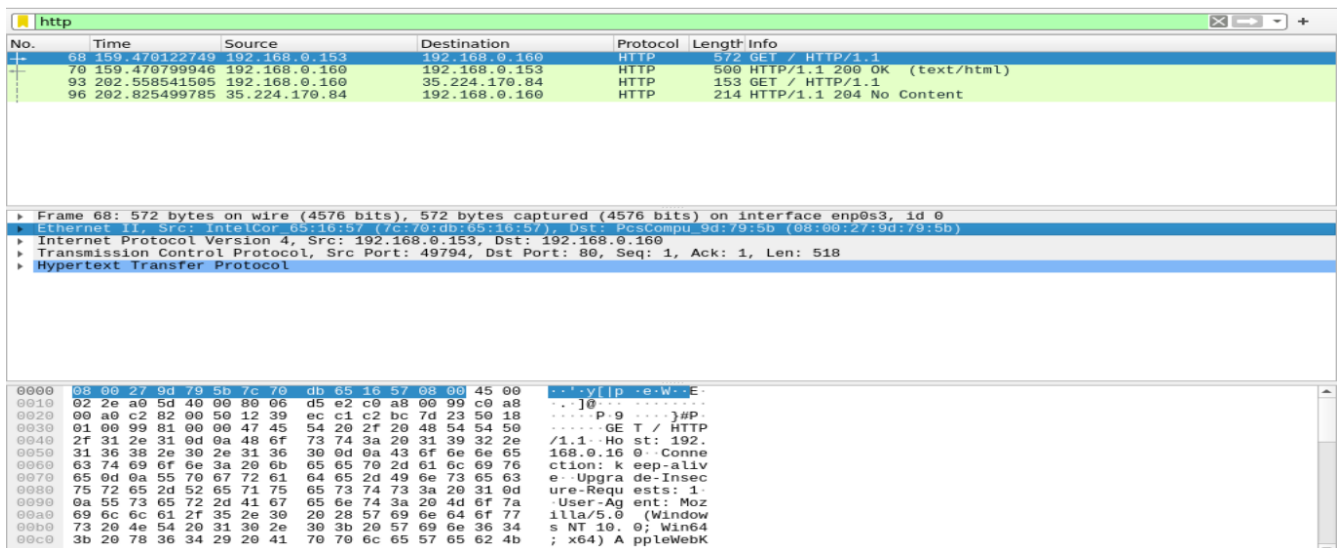 http
No. Time Source Destination Protocol Length Info
68 159.470122749 192.168.0.153 192.168.0.160 HTTP 572 GET / HTTP/1.1
70 159.470799946 192.168.0.160 192.168.0.153 HTTP 500 HTTP/1.1 200 OK (text/html)
93 202.558541505 192.168.0.160 35.224.170.84 HTTP 153 GET / HTTP/1.1
96 202.825499785 35.224.170.84 192.168.0.160 HTTP 214 HTTP/1.1 204 No Content
Frame 68: 572 bytes on wire (4576 bits), 572 bytes captured (4576 bits) on interface enp0s3, id 0
Ethernet II, Src: IntelCor_65:16:57 (7c:70:db:65:16:57), Dst: PcsCompu_9d:79:5b (08:00:27:9d:79:5b)
Internet Protocol Version 4, Src: 192.168.0.153, Dst: 192.168.0.160
Transmission Control Protocol, Src Port: 49794, Dst Port: 80, Seq: 1, Ack: 1, Len: 518
Hypertext Transfer Protocol
0000 08 00 27 9d 79 5b 7c 70 db 65 16 57 08 00 45 00 ··'·y[|p ·e·W··E·
0010 02 2e a0 5d 40 00 80 06 d5 e2 c0 a8 00 99 c0 a8 ·.·]@··· ········
0020 00 a0 c2 82 00 50 12 39 ec c1 c2 bc 7d 23 50 18 ·····P·9 ····}#P·
0030 01 00 99 81 00 00 47 45 54 20 2f 20 48 54 54 50 ······GE T / HTTP
0040 2f 31 2e 31 0d 0a 48 6f 73 74 3a 20 31 39 32 2e /1.1··Ho st: 192.
0050 31 36 38 2e 30 2e 31 36 30 0d 0a 43 6f 6e 6e 65 168.0.16 0··Conne
0060 63 74 69 6f 6e 3a 20 6b 65 65 70 2d 61 6c 69 76 ction: k eep-aliv
0070 65 0d 0a 55 70 67 72 61 64 65 2d 49 6e 73 65 63 e··Upgra de-Insec
0080 75 72 65 2d 52 65 71 75 65 73 74 73 3a 20 31 0d ure-Requ ests: 1·
0090 0a 55 73 65 72 2d 41 67 65 6e 74 3a 20 4d 6f 7a ·User-Ag ent: Moz
00a0 69 6c 6c 61 2f 35 2e 30 20 28 57 69 6e 64 6f 77 illa/5.0 (Window
00b0 73 20 4e 54 20 31 30 2e 30 3b 20 57 69 6e 36 34 s NT 10. 0; Win64
00c0 3b 20 78 36 34 29 20 41 70 70 6c 65 57 65 62 4b ; x64) A ppleWebK